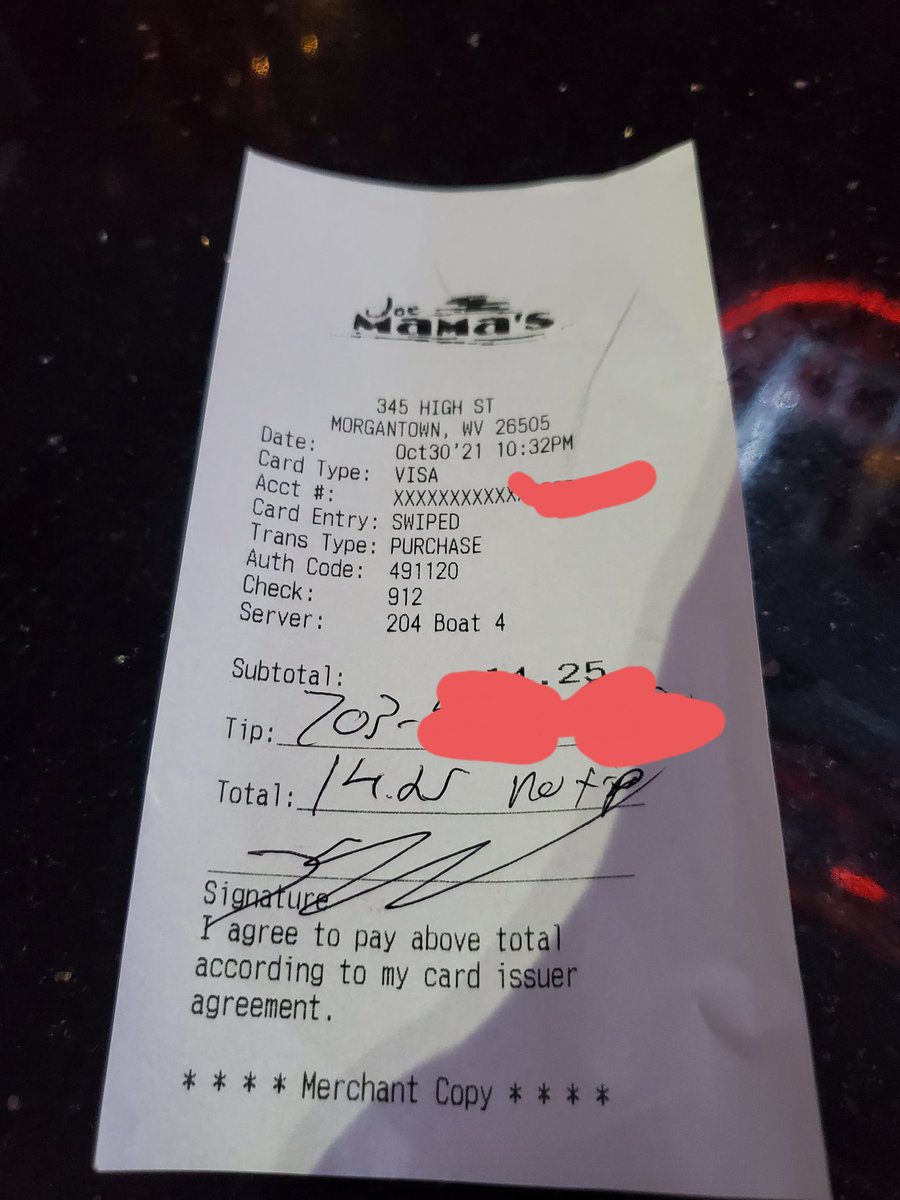 Joe
MaMa's
345 HIGH ST
MORGANTOWN, WV 26505
Date: Oct30'21 10:32PM
Card Type: VISA
Acct #: XXXXXXXXXXXX
Card Entry: SWIPED
Trans Type: PURCHASE
Auth Code: 491120
Check: 912
Server: 204 Boat 4
Subtotal: 14.25
Tip: 703-
Total: 14.25 no tip
Signature
I agree to pay above total
according to my card issuer
agreement.
* * * * Merchant Copy * * * *